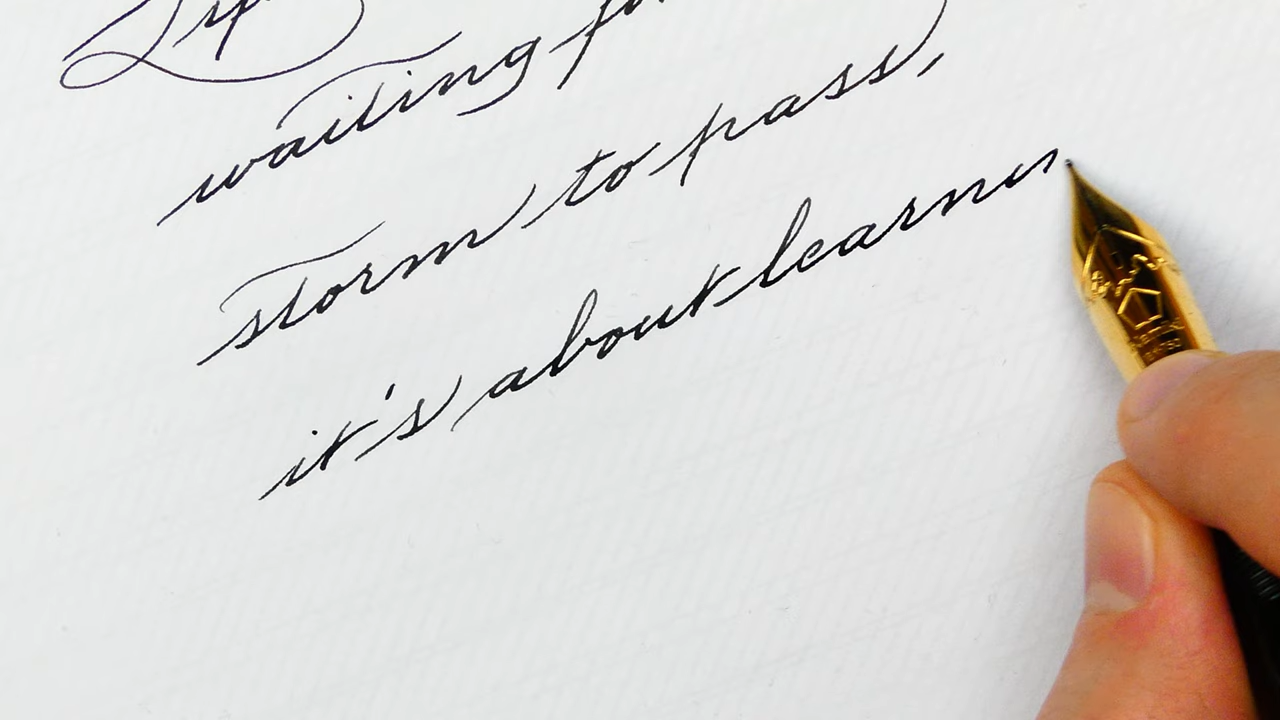 waiting
storm to pass,
it's about learn